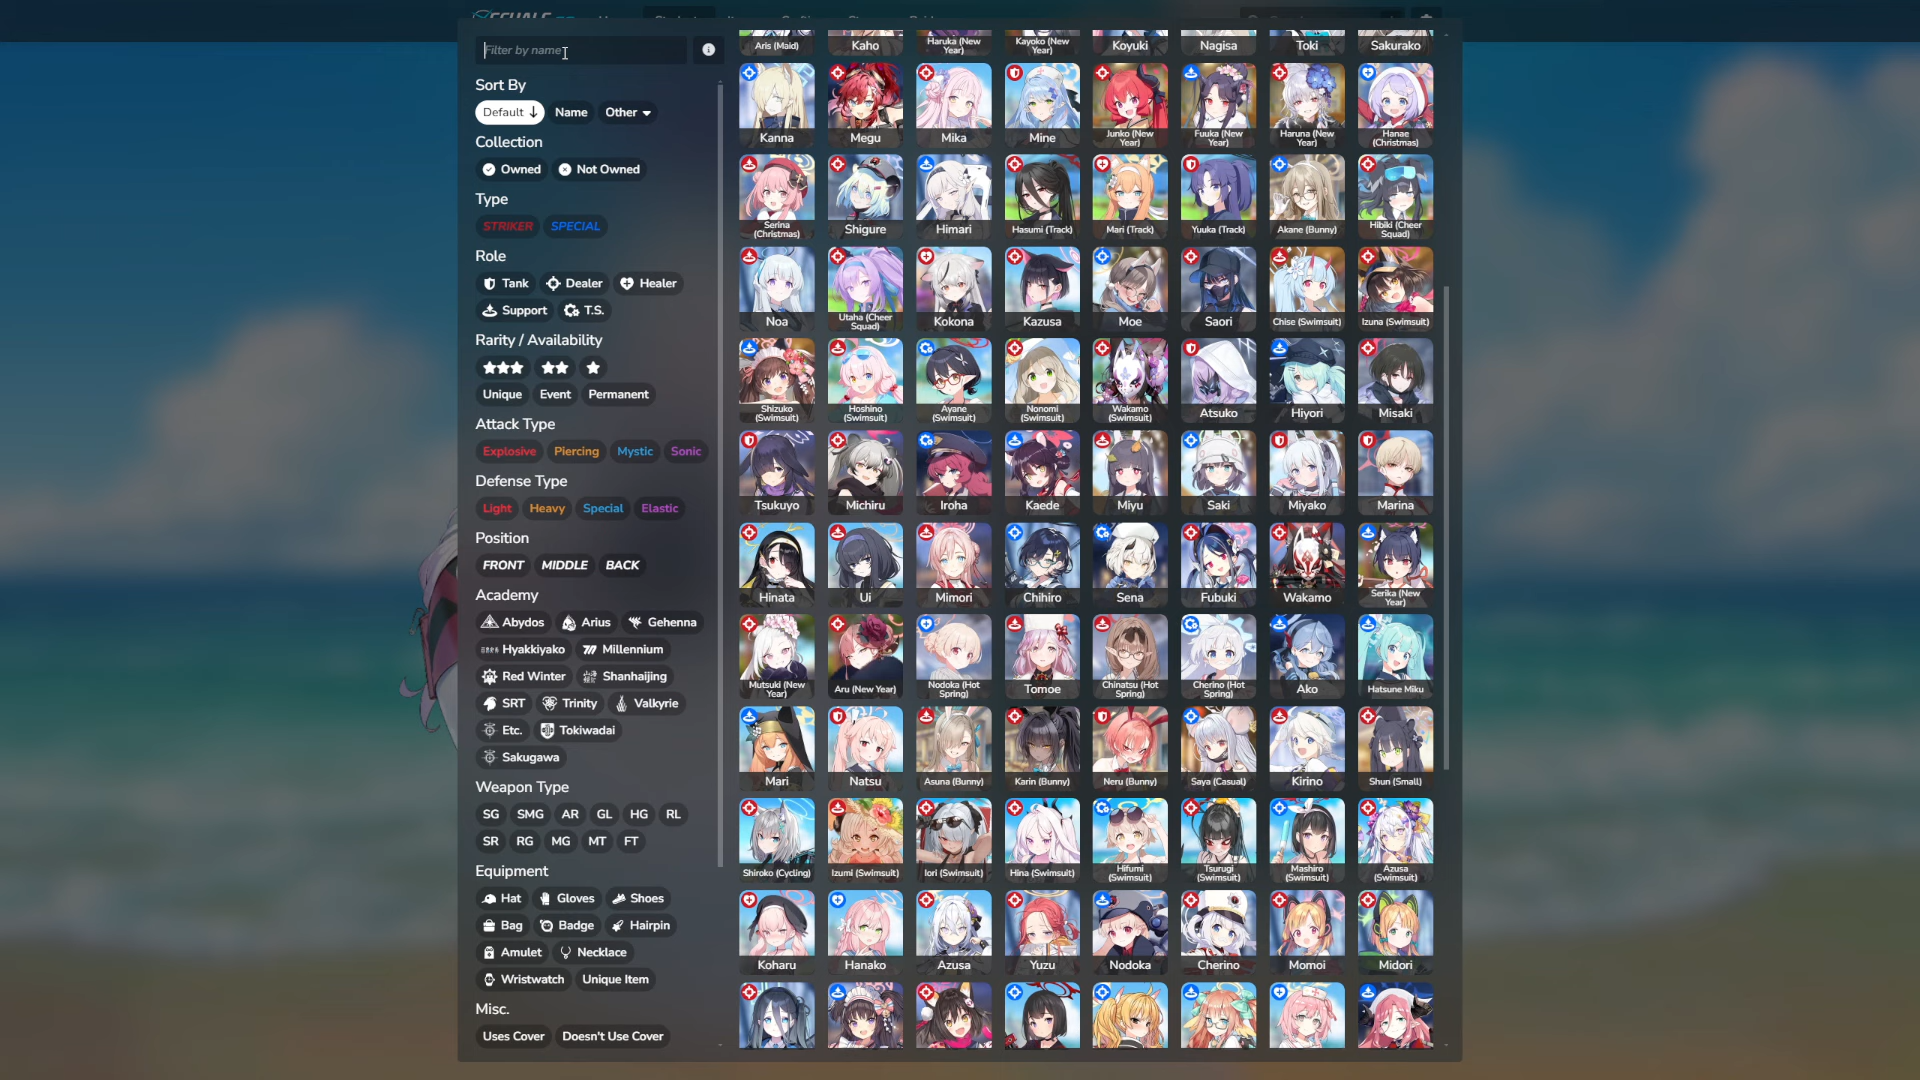 Filter by name
Sort By
Default
Name
Other
Collection
Owned
Not Owned
Type
STRIKER
SPECIAL
Role
Tank
Dealer
Healer
Support
T.S.
Rarity / Availability
Unique
Event
Permanent
Attack Type
Explosive
Piercing
Mystic
Sonic
Defense Type
Light
Heavy
Special
Elastic
Position
FRONT
MIDDLE
BACK
Academy
Abydos
Arius
Gehenna
Hyakkiyako
Millennium
Red Winter
Shanhaijing
SRT
Trinity
Valkyrie
Etc.
Tokiwadai
Sakugawa
Weapon Type
SG
SMG
AR
GL
HG
RL
SR
RG
MG
MT
FT
Equipment
Hat
Gloves
Shoes
Bag
Badge
Hairpin
Amulet
Necklace
Wristwatch
Unique Item
Misc.
Uses Cover
Doesn't Use Cover
Aris (Maid)
Kaho
Haruka (New
Year)
Kayoko (New
Year)
Koyuki
Nagisa
Toki
Sakurako
Kanna
Megu
Mika
Mine
Junko (New
Year)
Fuuka (New
Year)
Haruna (New
Year)
Hanae
(Christmas)
Serina
(Christmas)
Shigure
Himari
Hasumi (Track)
Mari (Track)
Yuuka (Track)
Akane (Bunny)
Hibiki (Cheer
Squad)
Noa
Utaha (Cheer
Squad)
Kokona
Kazusa
Moe
Saori
Chise (Swimsuit)
Izuna (Swimsuit)
Shizuko
(Swimsuit)
Hoshino
(Swimsuit)
Ayane
(Swimsuit)
Nonomi
(Swimsuit)
Wakamo
(Swimsuit)
Atsuko
Hiyori
Misaki
Tsukuyo
Michiru
Iroha
Kaede
Miyu
Saki
Miyako
Marina
Hinata
Ui
Mimori
Chihiro
Sena
Fubuki
Wakamo
Serika (New
Year)
Mutsuki (New
Year)
Aru (New Year)
Nodoka (Hot
Spring)
Tomoe
Chinatsu (Hot
Spring)
Cherino (Hot
Spring)
Ako
Hatsune Miku
Mari
Natsu
Asuna (Bunny)
Karin (Bunny)
Neru (Bunny)
Saya (Casual)
Kirino
Shun (Small)
Shiroko (Cycling)
Izumi (Swimsuit)
Iori (Swimsuit)
Hina (Swimsuit)
Hifumi
(Swimsuit)
Tsurugi
(Swimsuit)
Mashiro
(Swimsuit)
Azusa
(Swimsuit)
Koharu
Hanako
Azusa
Yuzu
Nodoka
Cherino
Momoi
Midori